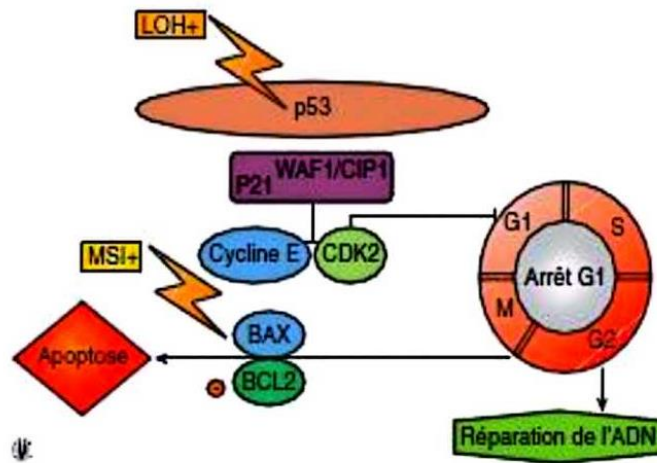 LOH+
p53
P21 WAF1/CIP1
Cycline E
CDK2
G1
S
MSI+
Arrêt G1
M
G2
Apoptose
BAX
BCL2
Réparation de l'ADN